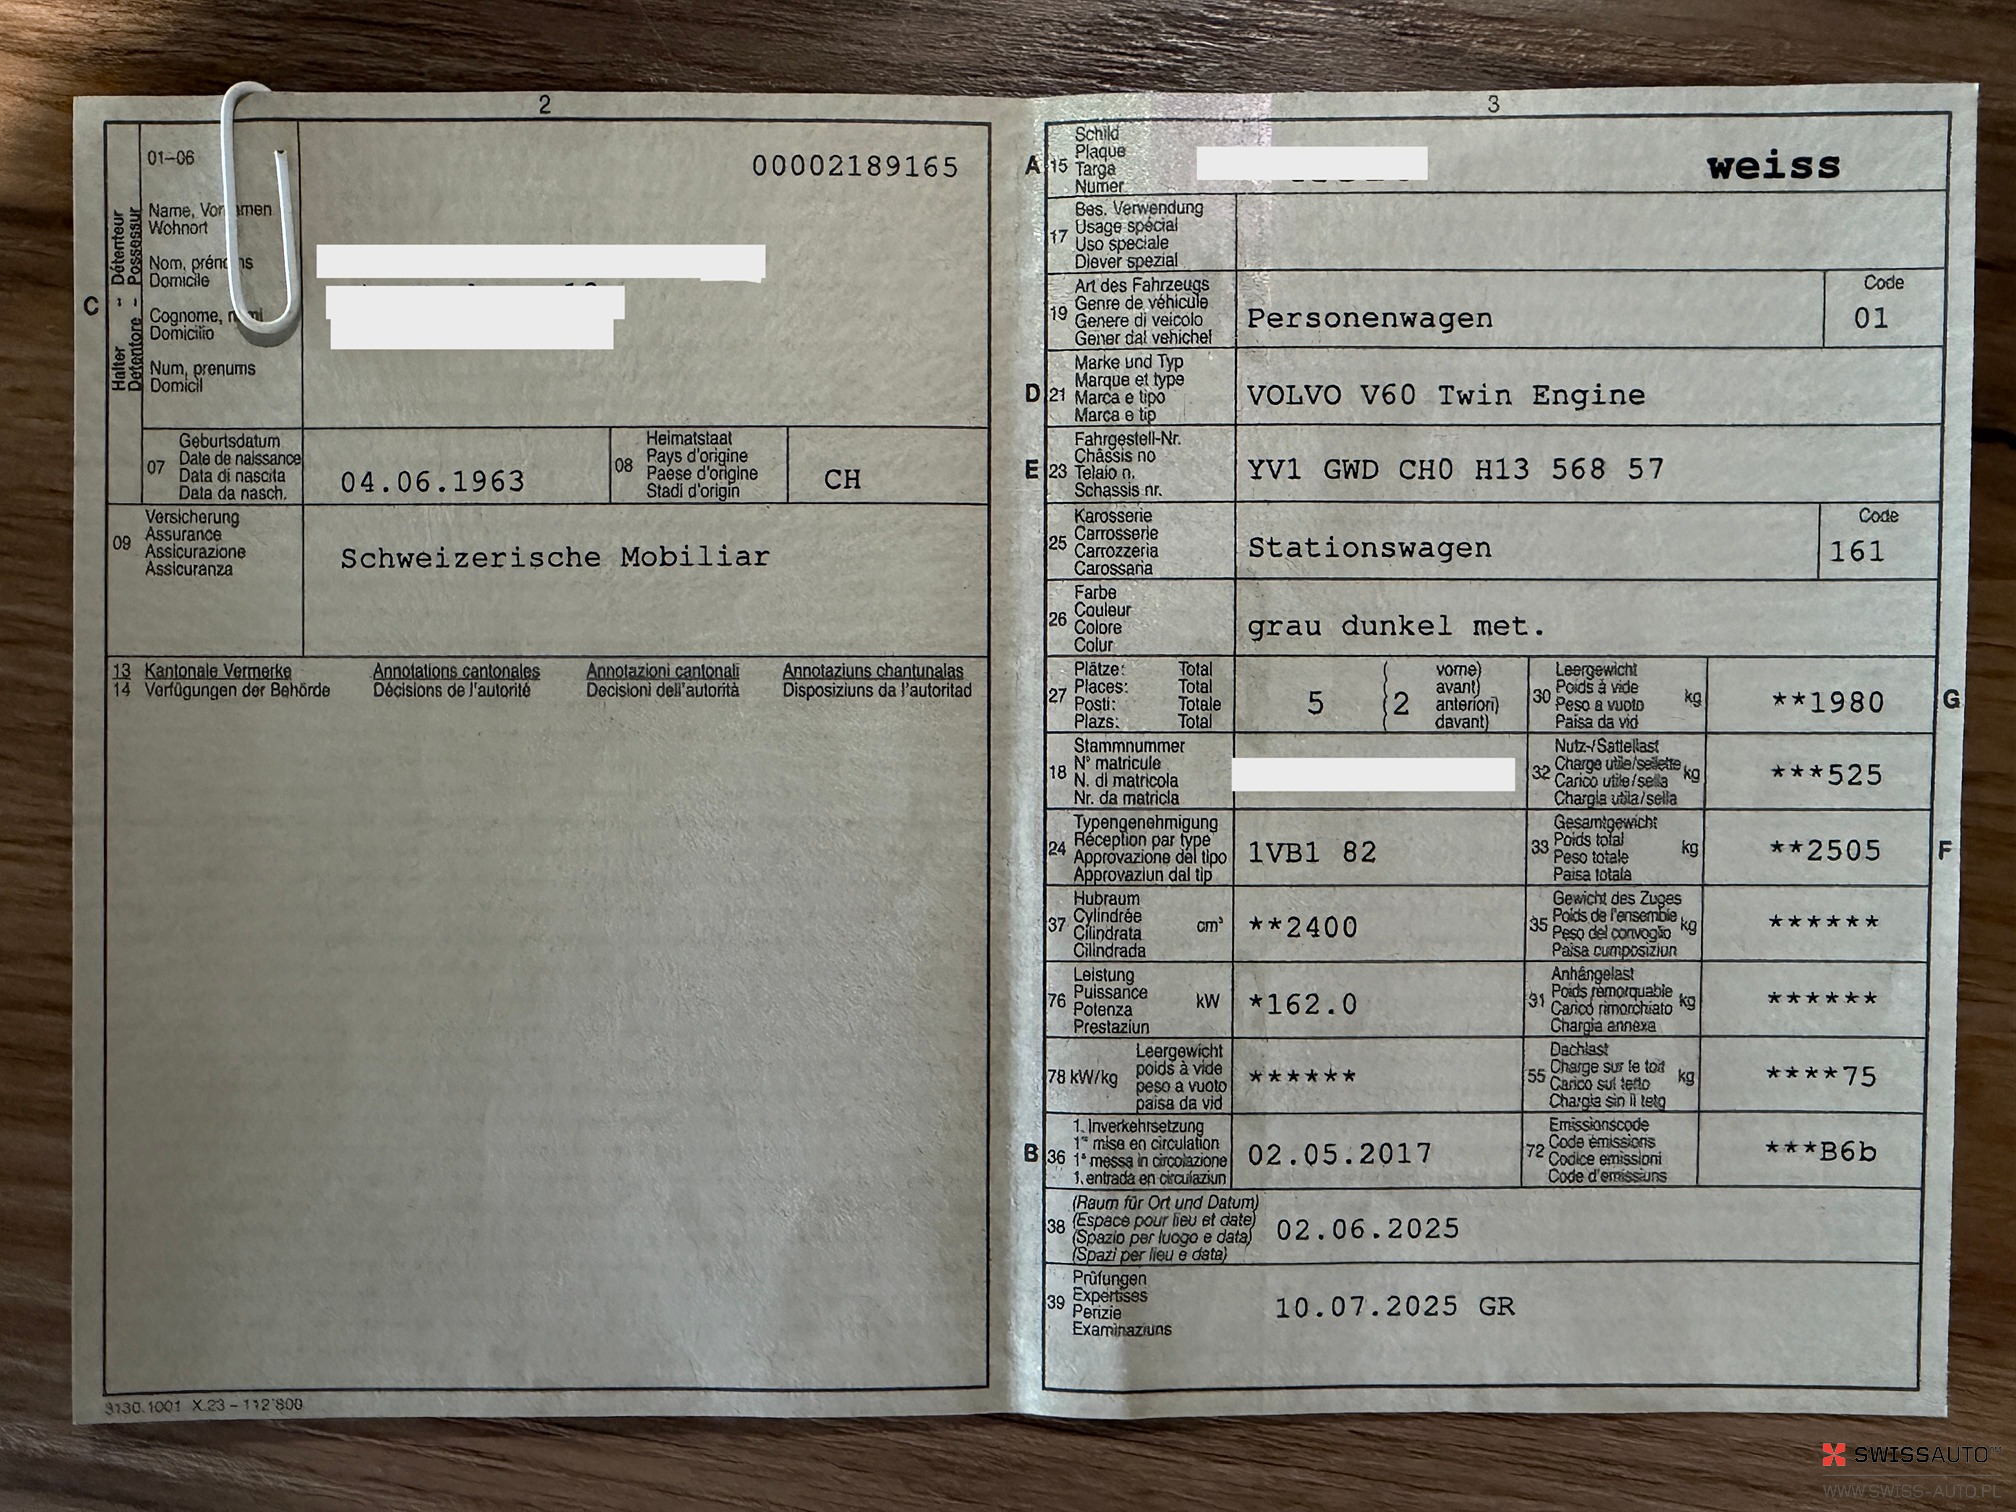 2
01–06
00002189165
Name, Vornamen
Wohnort
Nom, prénoms
Domicile
Cognome, nomi
Domicilio
Num, prenums
Domicil
C
Halter - Détenteur
Detentore - Possessur
07
Geburtsdatum
Date de naissance
Data di nascita
Data da nasch.
04.06.1963
08
Heimatstaat
Pays d'origine
Paese d'origine
Stadi d'origin
CH
09
Versicherung
Assurance
Assicurazione
Assicuranza
Schweizerische Mobiliar
13 Kantonale Vermerke Annotations cantonales Annotazioni cantonali Annotaziuns chantunalas
14 Verfügungen der Behörde Décisions de l'autorité Decisioni dell'autorità Disposiziuns da l'autoritad
8130.1001 X.23 – 112'800
3
A 15
Schild
Plaque
Targa
Numer
weiss
17
Bes. Verwendung
Usage spécial
Uso speciale
Diever spezial
19
Art des Fahrzeugs
Genre de véhicule
Genere di veicolo
Gener dal vehichel
Personenwagen
Code
01
D 21
Marke und Typ
Marque et type
Marca e tipo
Marca e tip
VOLVO V60 Twin Engine
E 23
Fahrgestell-Nr.
Châssis no
Telaio n.
Schassis nr.
YV1 GWD CH0 H13 568 57
25
Karosserie
Carrosserie
Carrozzeria
Carossaria
Stationswagen
Code
161
26
Farbe
Couleur
Colore
Colur
grau dunkel met.
27
Plätze: Total
Places: Total
Posti: Totale
Plazs: Total
5
2
vorne)
avant)
anteriori)
davant)
30
Leergewicht
Poids à vide
Peso a vuoto
Paisa da vid
kg
**1980
G
18
Stammnummer
N° matricule
N. di matricola
Nr. da matricla
32
Nutz-/Sattellast
Charge utile/sellette
Carico utile/sella
Chargia utila/sella
kg
***525
24
Typengenehmigung
Réception par type
Approvazione del tipo
Approvaziun dal tip
1VB1 82
33
Gesamtgewicht
Poids total
Peso totale
Paisa totala
kg
**2505
F
37
Hubraum
Cylindrée
Cilindrata
Cilindrada
cm³
**2400
35
Gewicht des Zuges
Poids de l'ensemble
Peso del convoglio
Paisa cumposiziun
kg
******
76
Leistung
Puissance
Potenza
Prestaziun
kW
*162.0
31
Anhängelast
Poids remorquable
Carico rimorchiato
Chargia annexa
kg
******
78 kW/kg
Leergewicht
poids à vide
peso a vuoto
paisa da vid
******
55
Dachlast
Charge sur le toit
Carico sul tetto
Chargia sin il tetg
kg
****75
B 36
1. Inverkehrsetzung
1re mise en circulation
1a messa in circolazione
1. entrada en circulaziun
02.05.2017
72
Emissionscode
Code émissions
Codice emissioni
Code d'emissiuns
***B6b
38
(Raum für Ort und Datum)
(Espace pour lieu et date)
(Spazio per luogo e data)
(Spazi per lieu e data)
02.06.2025
39
Prüfungen
Expertises
Perizie
Examinaziuns
10.07.2025 GR
SWISSAUTO
WWW.SWISS-AUTO.PL